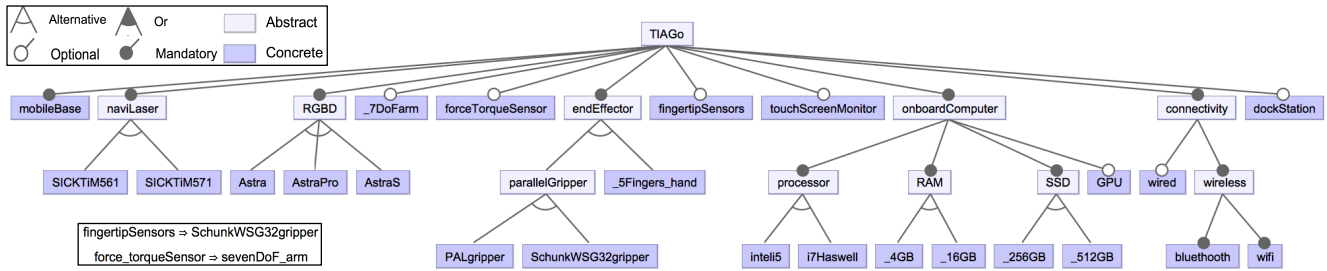 Alternative Or Abstract
Optional Mandatory Concrete
TIAGo
mobileBase naviLaser RGBD _7DoFarm forceTorqueSensor endEffector fingertipSensors touchScreenMonitor onboardComputer connectivity dockStation
SICKTiM561 SICKTiM571 Astra AstraPro AstraS parallelGripper _5Fingers_hand processor RAM SSD GPU wired wireless
fingertipSensors ⇒ SchunkWSG32gripper
force_torqueSensor ⇒ sevenDoF_arm
PALgripper SchunkWSG32gripper inteli5 i7Haswell _4GB _16GB _256GB _512GB bluethooth wifi